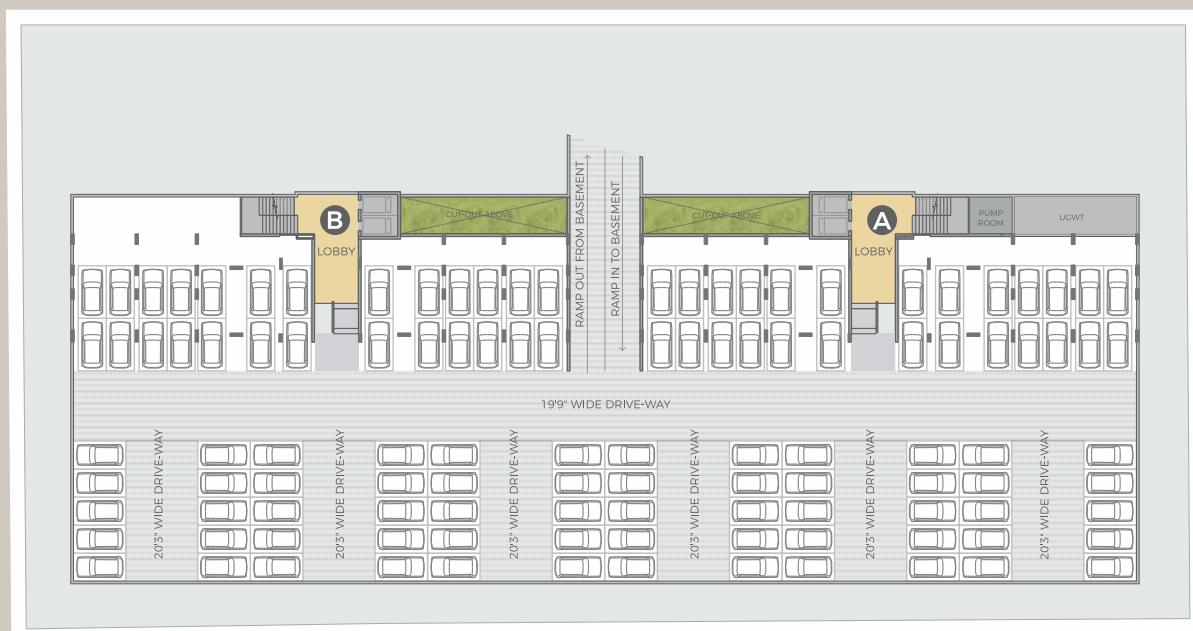 RAMP OUT FROM BASEMENT
RAMP IN TO BASEMENT
B
LOBBY
CUT-OUT ABOVE
CUT-OUT ABOVE
A
LOBBY
PUMP
ROOM
UGWT
19'9" WIDE DRIVE-WAY
20'3" WIDE DRIVE-WAY
20'3" WIDE DRIVE-WAY
20'3" WIDE DRIVE-WAY
20'3" WIDE DRIVE-WAY
20'3" WIDE DRIVE-WAY
20'3" WIDE DRIVE-WAY